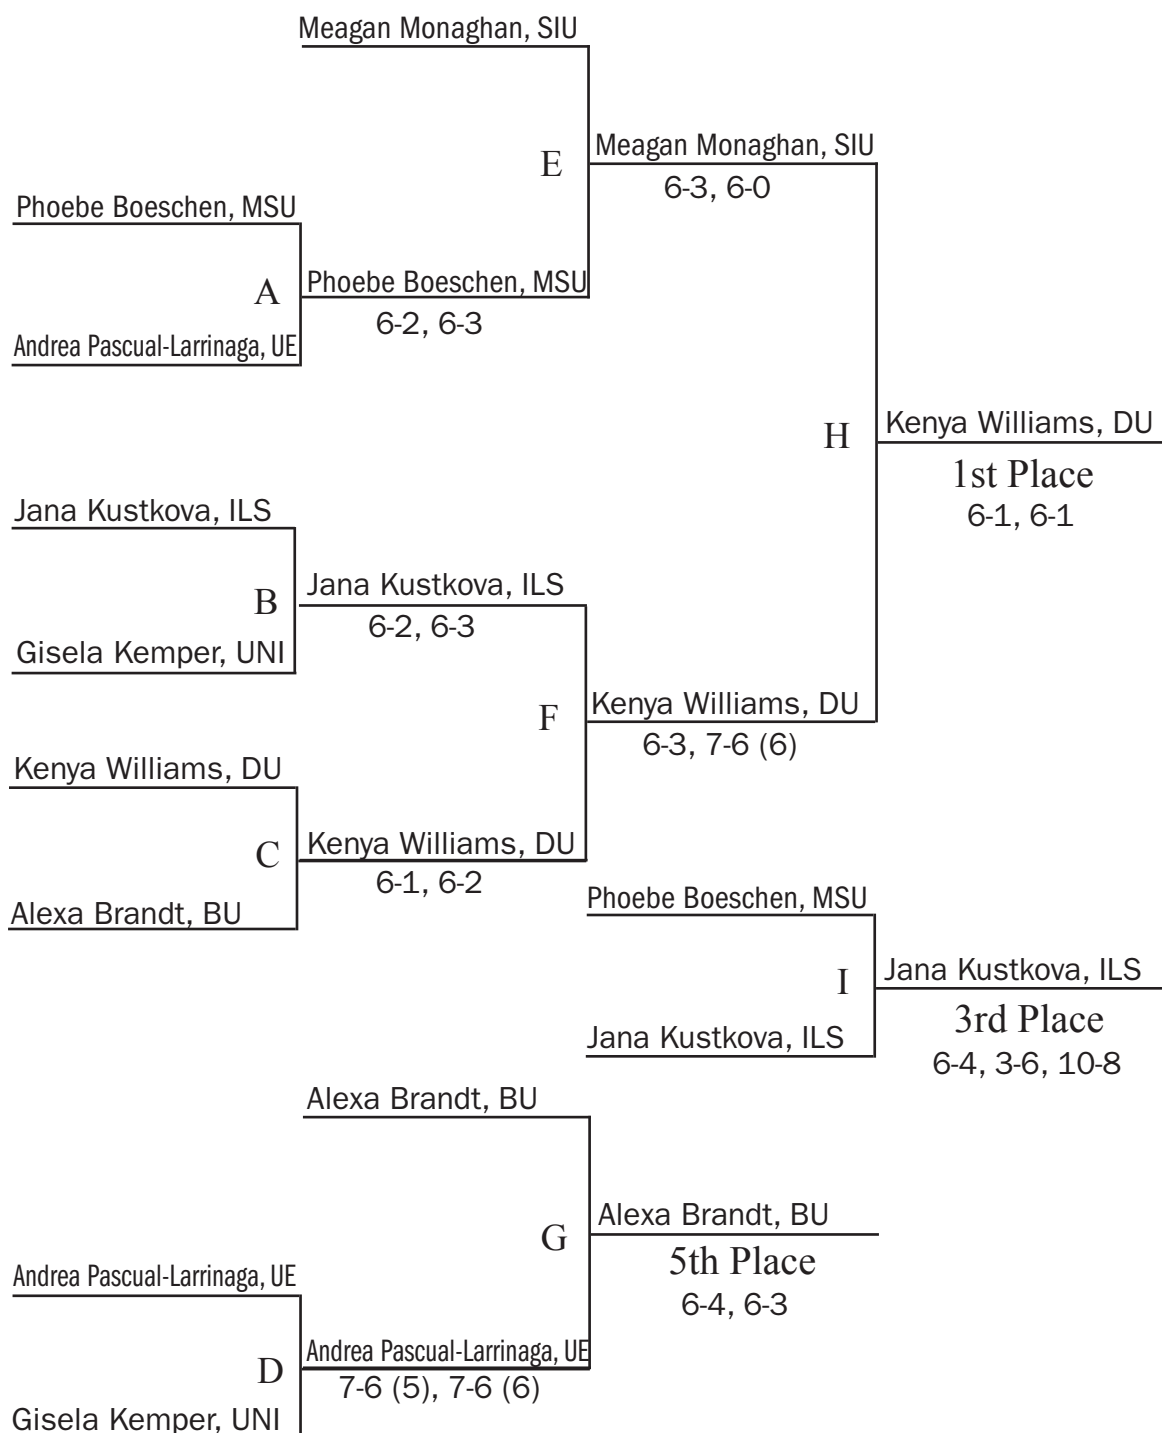 Meagan Monaghan, SIU
E
Meagan Monaghan, SIU
6-3, 6-0
Phoebe Boeschen, MSU
A
Phoebe Boeschen, MSU
6-2, 6-3
Andrea Pascual-Larrinaga, UE
H
Kenya Williams, DU
1st Place
6-1, 6-1
Jana Kustkova, ILS
B
Jana Kustkova, ILS
6-2, 6-3
Gisela Kemper, UNI
F
Kenya Williams, DU
6-3, 7-6 (6)
Kenya Williams, DU
C
Kenya Williams, DU
6-1, 6-2
Alexa Brandt, BU
Phoebe Boeschen, MSU
I
Jana Kustkova, ILS
3rd Place
6-4, 3-6, 10-8
Jana Kustkova, ILS
Alexa Brandt, BU
G
Alexa Brandt, BU
5th Place
6-4, 6-3
Andrea Pascual-Larrinaga, UE
D
Andrea Pascual-Larrinaga, UE
7-6 (5), 7-6 (6)
Gisela Kemper, UNI